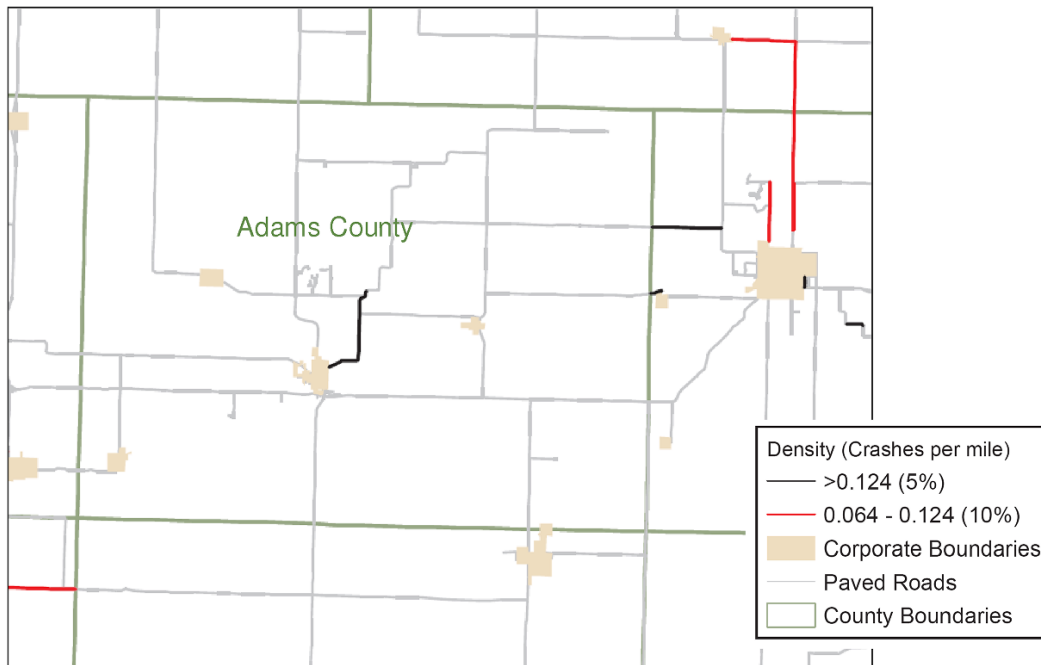 Adams County
Density (Crashes per mile)
>0.124 (5%)
0.064 - 0.124 (10%)
Corporate Boundaries
Paved Roads
County Boundaries